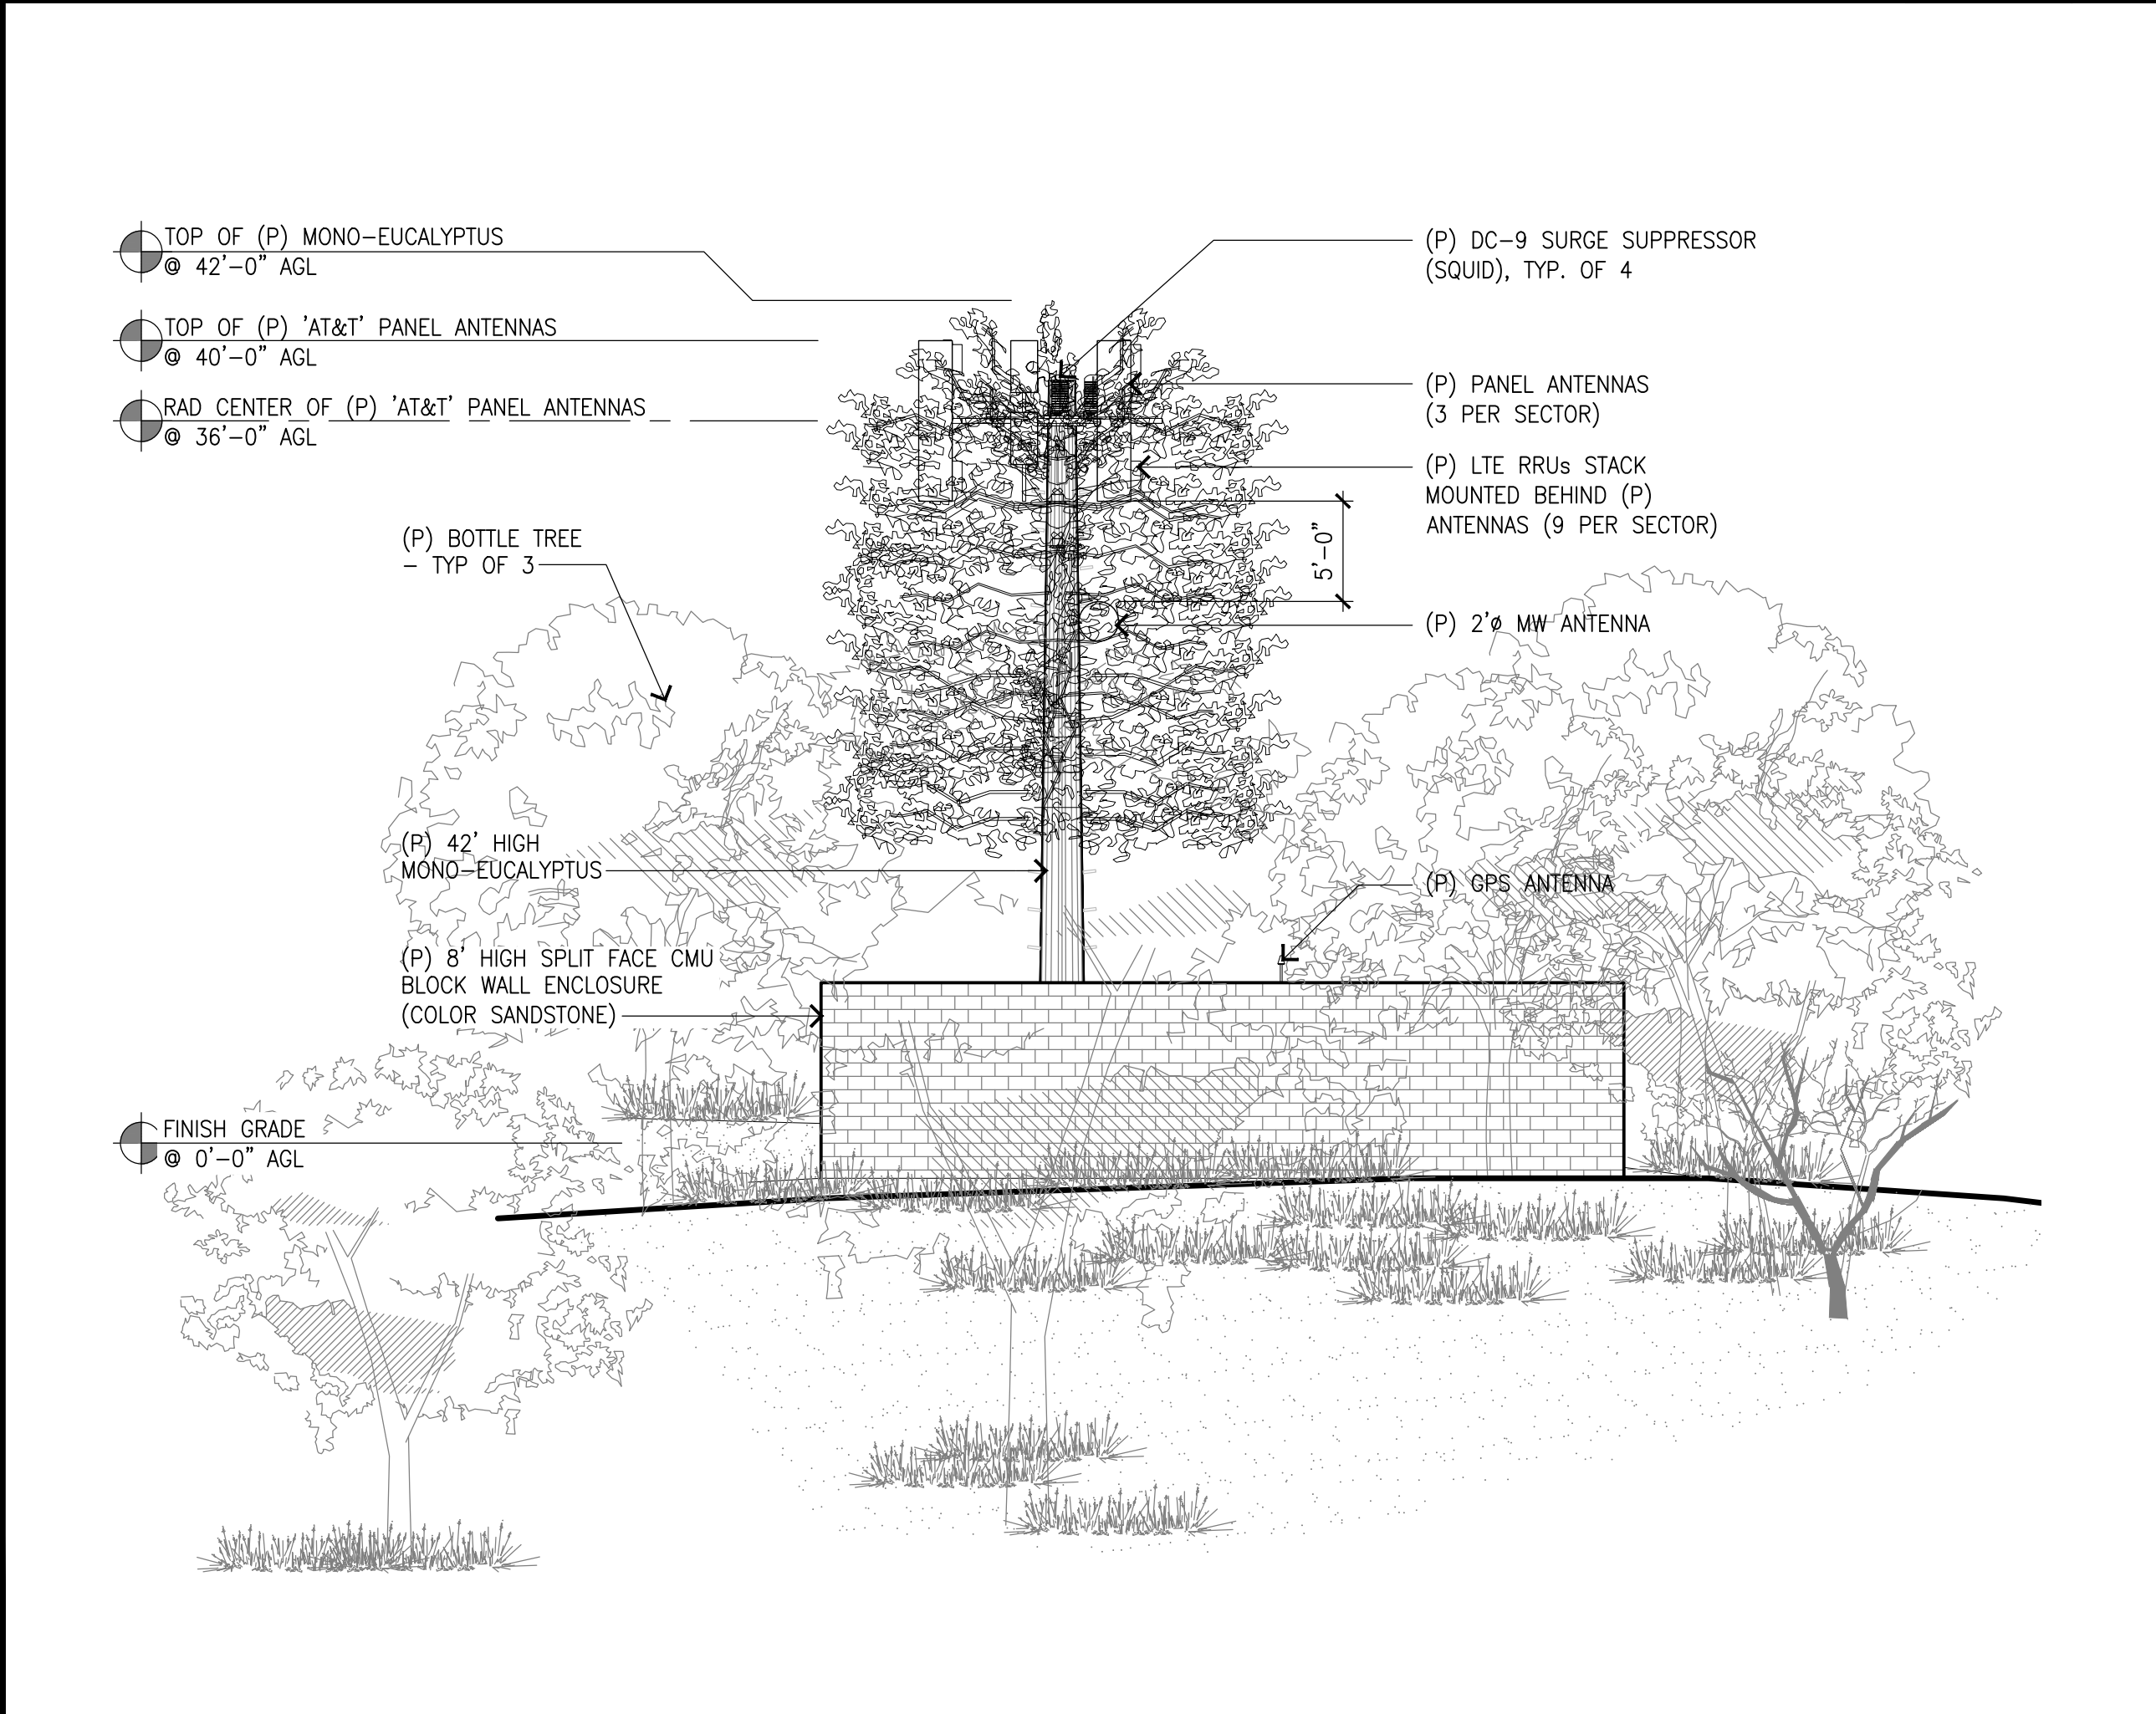 TOP OF (P) MONO-EUCALYPTUS
@ 42'-0" AGL
TOP OF (P) 'AT&T' PANEL ANTENNAS
@ 40'-0" AGL
RAD CENTER OF (P) 'AT&T' PANEL ANTENNAS
@ 36'-0" AGL
(P) BOTTLE TREE
- TYP OF 3
(P) 42' HIGH
MONO-EUCALYPTUS
(P) 8' HIGH SPLIT FACE CMU
BLOCK WALL ENCLOSURE
(COLOR SANDSTONE)
FINISH GRADE
@ 0'-0" AGL
(P) DC-9 SURGE SUPPRESSOR
(SQUID), TYP. OF 4
(P) PANEL ANTENNAS
(3 PER SECTOR)
(P) LTE RRUs STACK
MOUNTED BEHIND (P)
ANTENNAS (9 PER SECTOR)
5'-0"
(P) 2'ø MW ANTENNA
(P) GPS ANTENNA